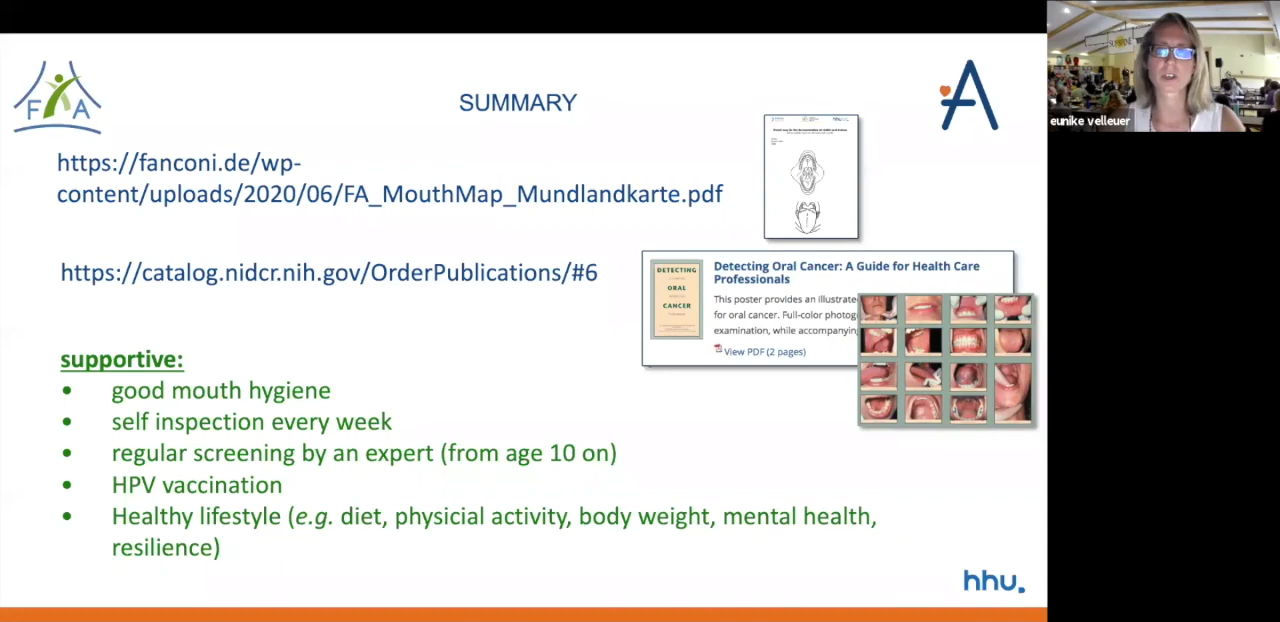 FA
SUMMARY
A
eunike velleuer
https://fanconi.de/wp-
content/uploads/2020/06/FA_MouthMap_Mundlandkarte.pdf
hhu
https://catalog.nidcr.nih.gov/OrderPublications/#6
DETECTING
ORAL
CANCER
Detecting Oral Cancer: A Guide for Health Care
Professionals
This poster provides an illustrate
for oral cancer. Full-color photog
examination, while accompanyin
View PDF (2 pages)
supportive:
• good mouth hygiene
• self inspection every week
• regular screening by an expert (from age 10 on)
• HPV vaccination
• Healthy lifestyle (e.g. diet, physicial activity, body weight, mental health,
resilience)
hhu.